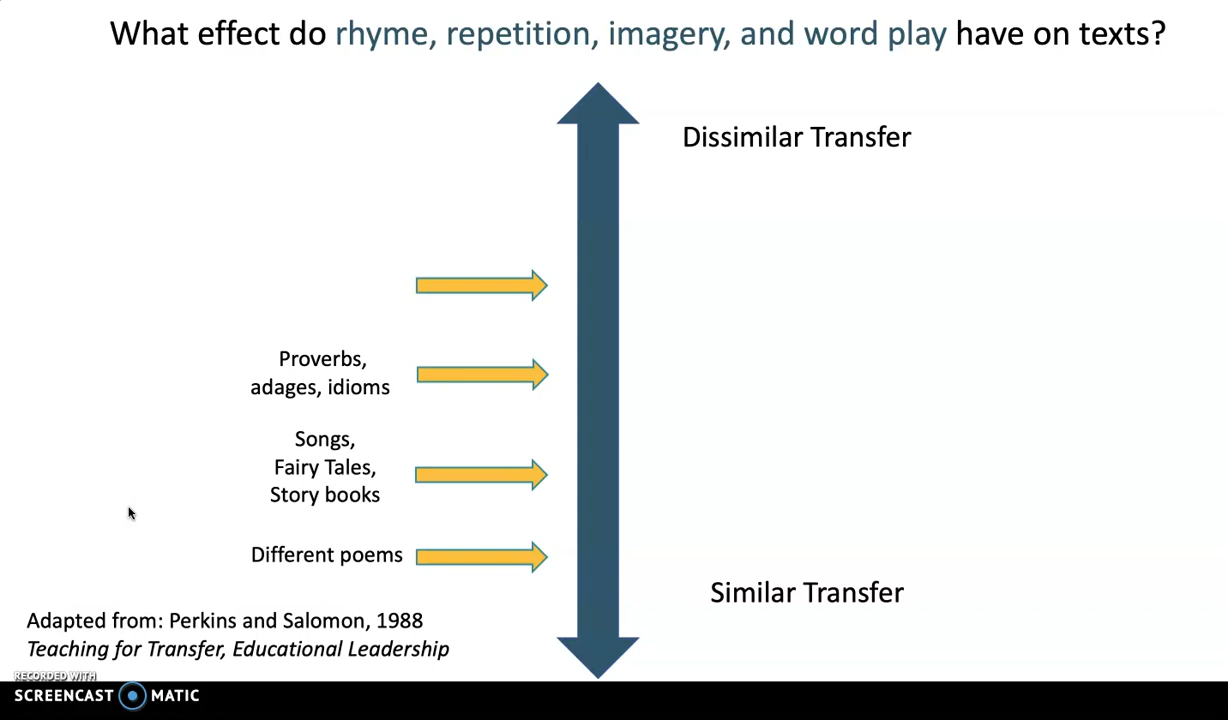 What effect do rhyme, repetition, imagery, and word play have on texts?
Dissimilar Transfer
Proverbs,
adages, idioms
Songs,
Fairy Tales,
Story books
Different poems
Similar Transfer
Adapted from: Perkins and Salomon, 1988
Teaching for Transfer, Educational Leadership
RECORDED WITH
SCREENCAST MATIC